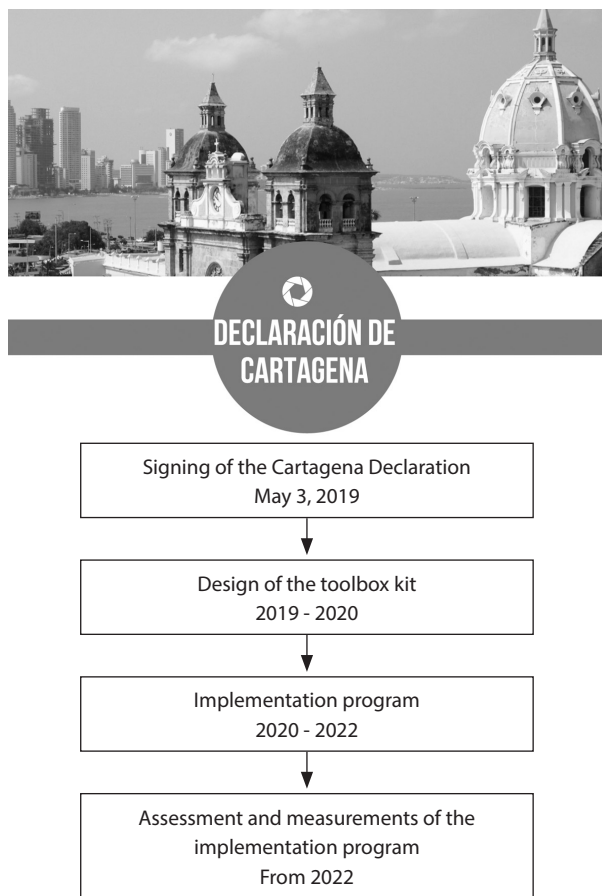 DECLARACIÓN DE
CARTAGENA
Signing of the Cartagena Declaration
May 3, 2019
Design of the toolbox kit
2019 - 2020
Implementation program
2020 - 2022
Assessment and measurements of the
implementation program
From 2022